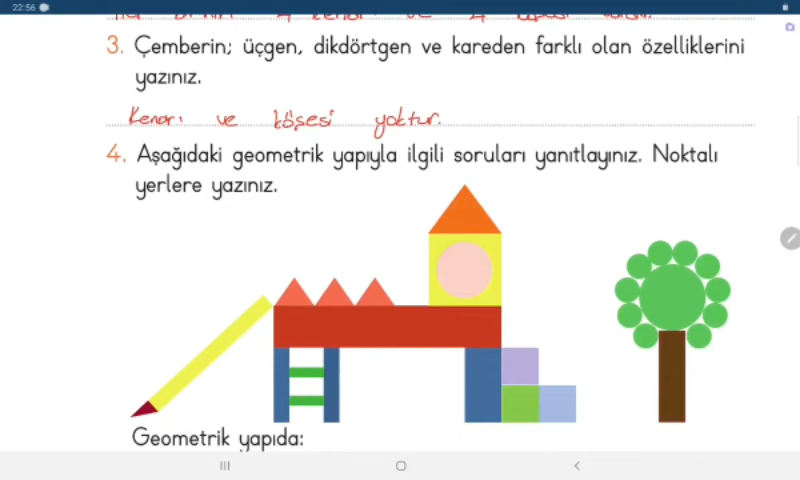 22:56
3. Çemberin; üçgen, dikdörtgen ve kareden farklı olan özelliklerini
yazınız.
Kenarı ve köşesi yoktur.
4. Aşağıdaki geometrik yapıyla ilgili soruları yanıtlayınız. Noktalı
yerlere yazınız.
Geometrik yapıda: